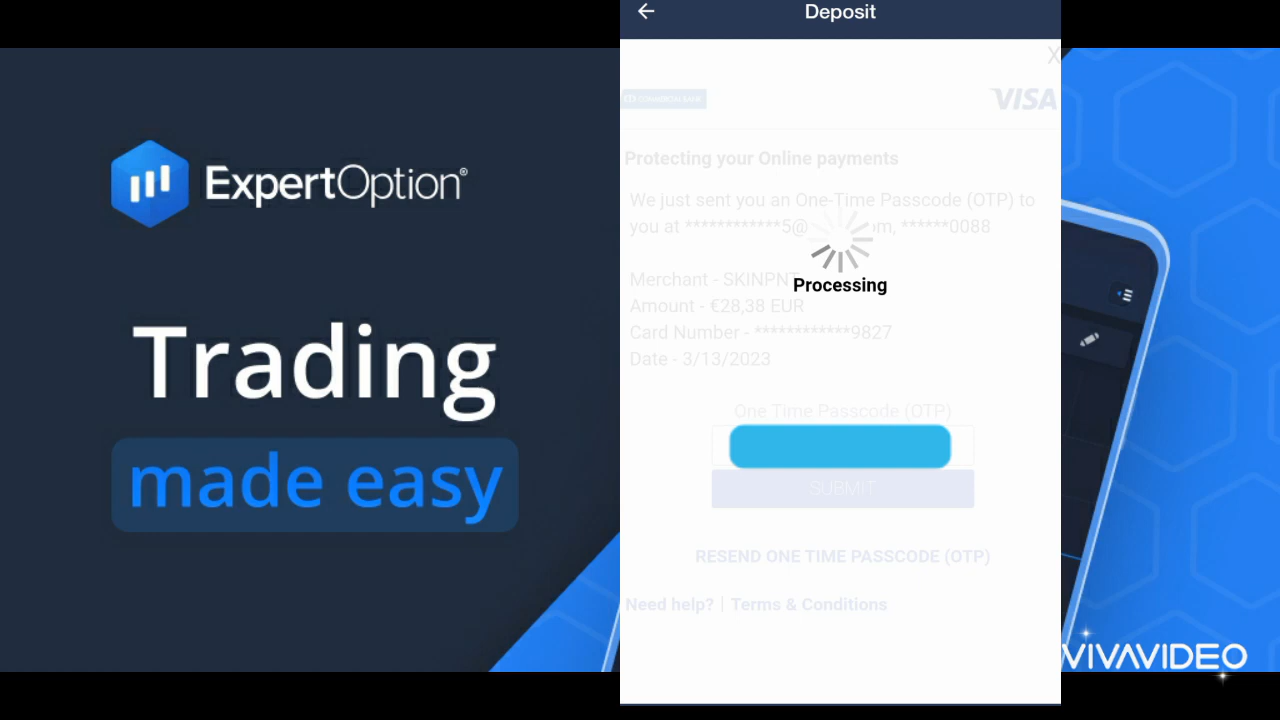 ExpertOption®
Trading
made easy
Deposit
X
VISA
Protecting your Online payments
We just sent you an One-Time Passcode (OTP) to
you at ************5@ m, ******0088
Processing
Merchant - SKINPNT
Amount - €28,38 EUR
Card Number - ************9827
Date - 3/13/2023
One Time Passcode (OTP)
SUBMIT
RESEND ONE TIME PASSCODE (OTP)
Need help? | Terms & Conditions
VIVAVIDEO